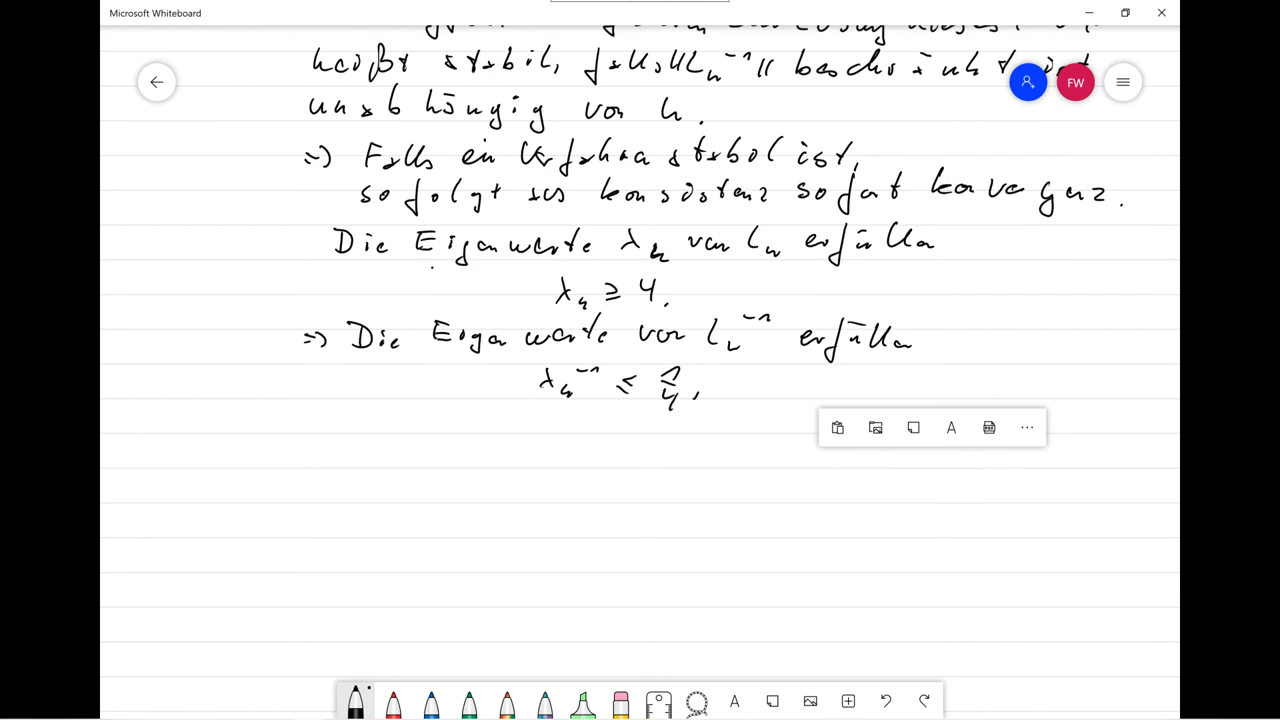 Microsoft Whiteboard
heißt stabil, falls ||L_h^-1|| beschränkt ist
FW
unabhängig von h.
=> Falls ein Verfahren stabil ist,
so folgt aus Konsistenz sofort Konvergenz.
Die Eigenwerte λ_h von L_h erfüllen
λ_h ≥ 4.
=> Die Eigenwerte von L_h^-1 erfüllen
λ_h^-1 ≤ 1/4,